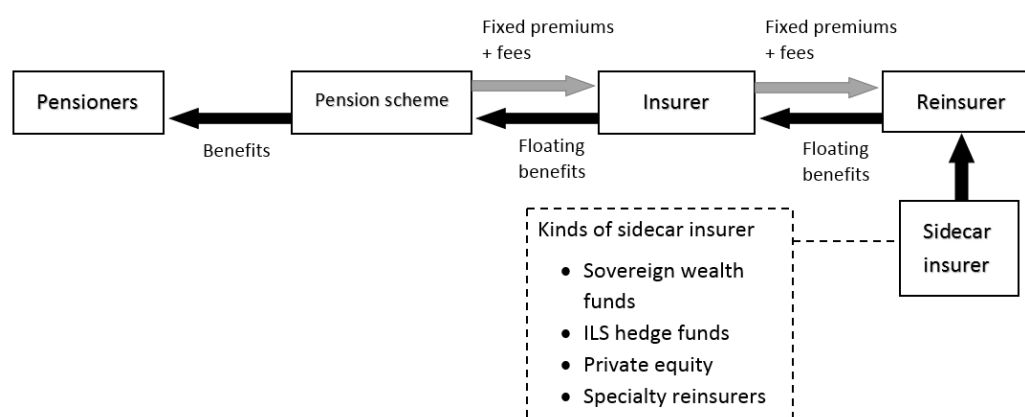 Fixed premiums
+ fees
Fixed premiums
+ fees
Pensioners
Pension scheme
Insurer
Reinsurer
Benefits
Floating
benefits
Floating
benefits
Kinds of sidecar insurer
• Sovereign wealth
funds
• ILS hedge funds
• Private equity
• Specialty reinsurers
Sidecar
insurer